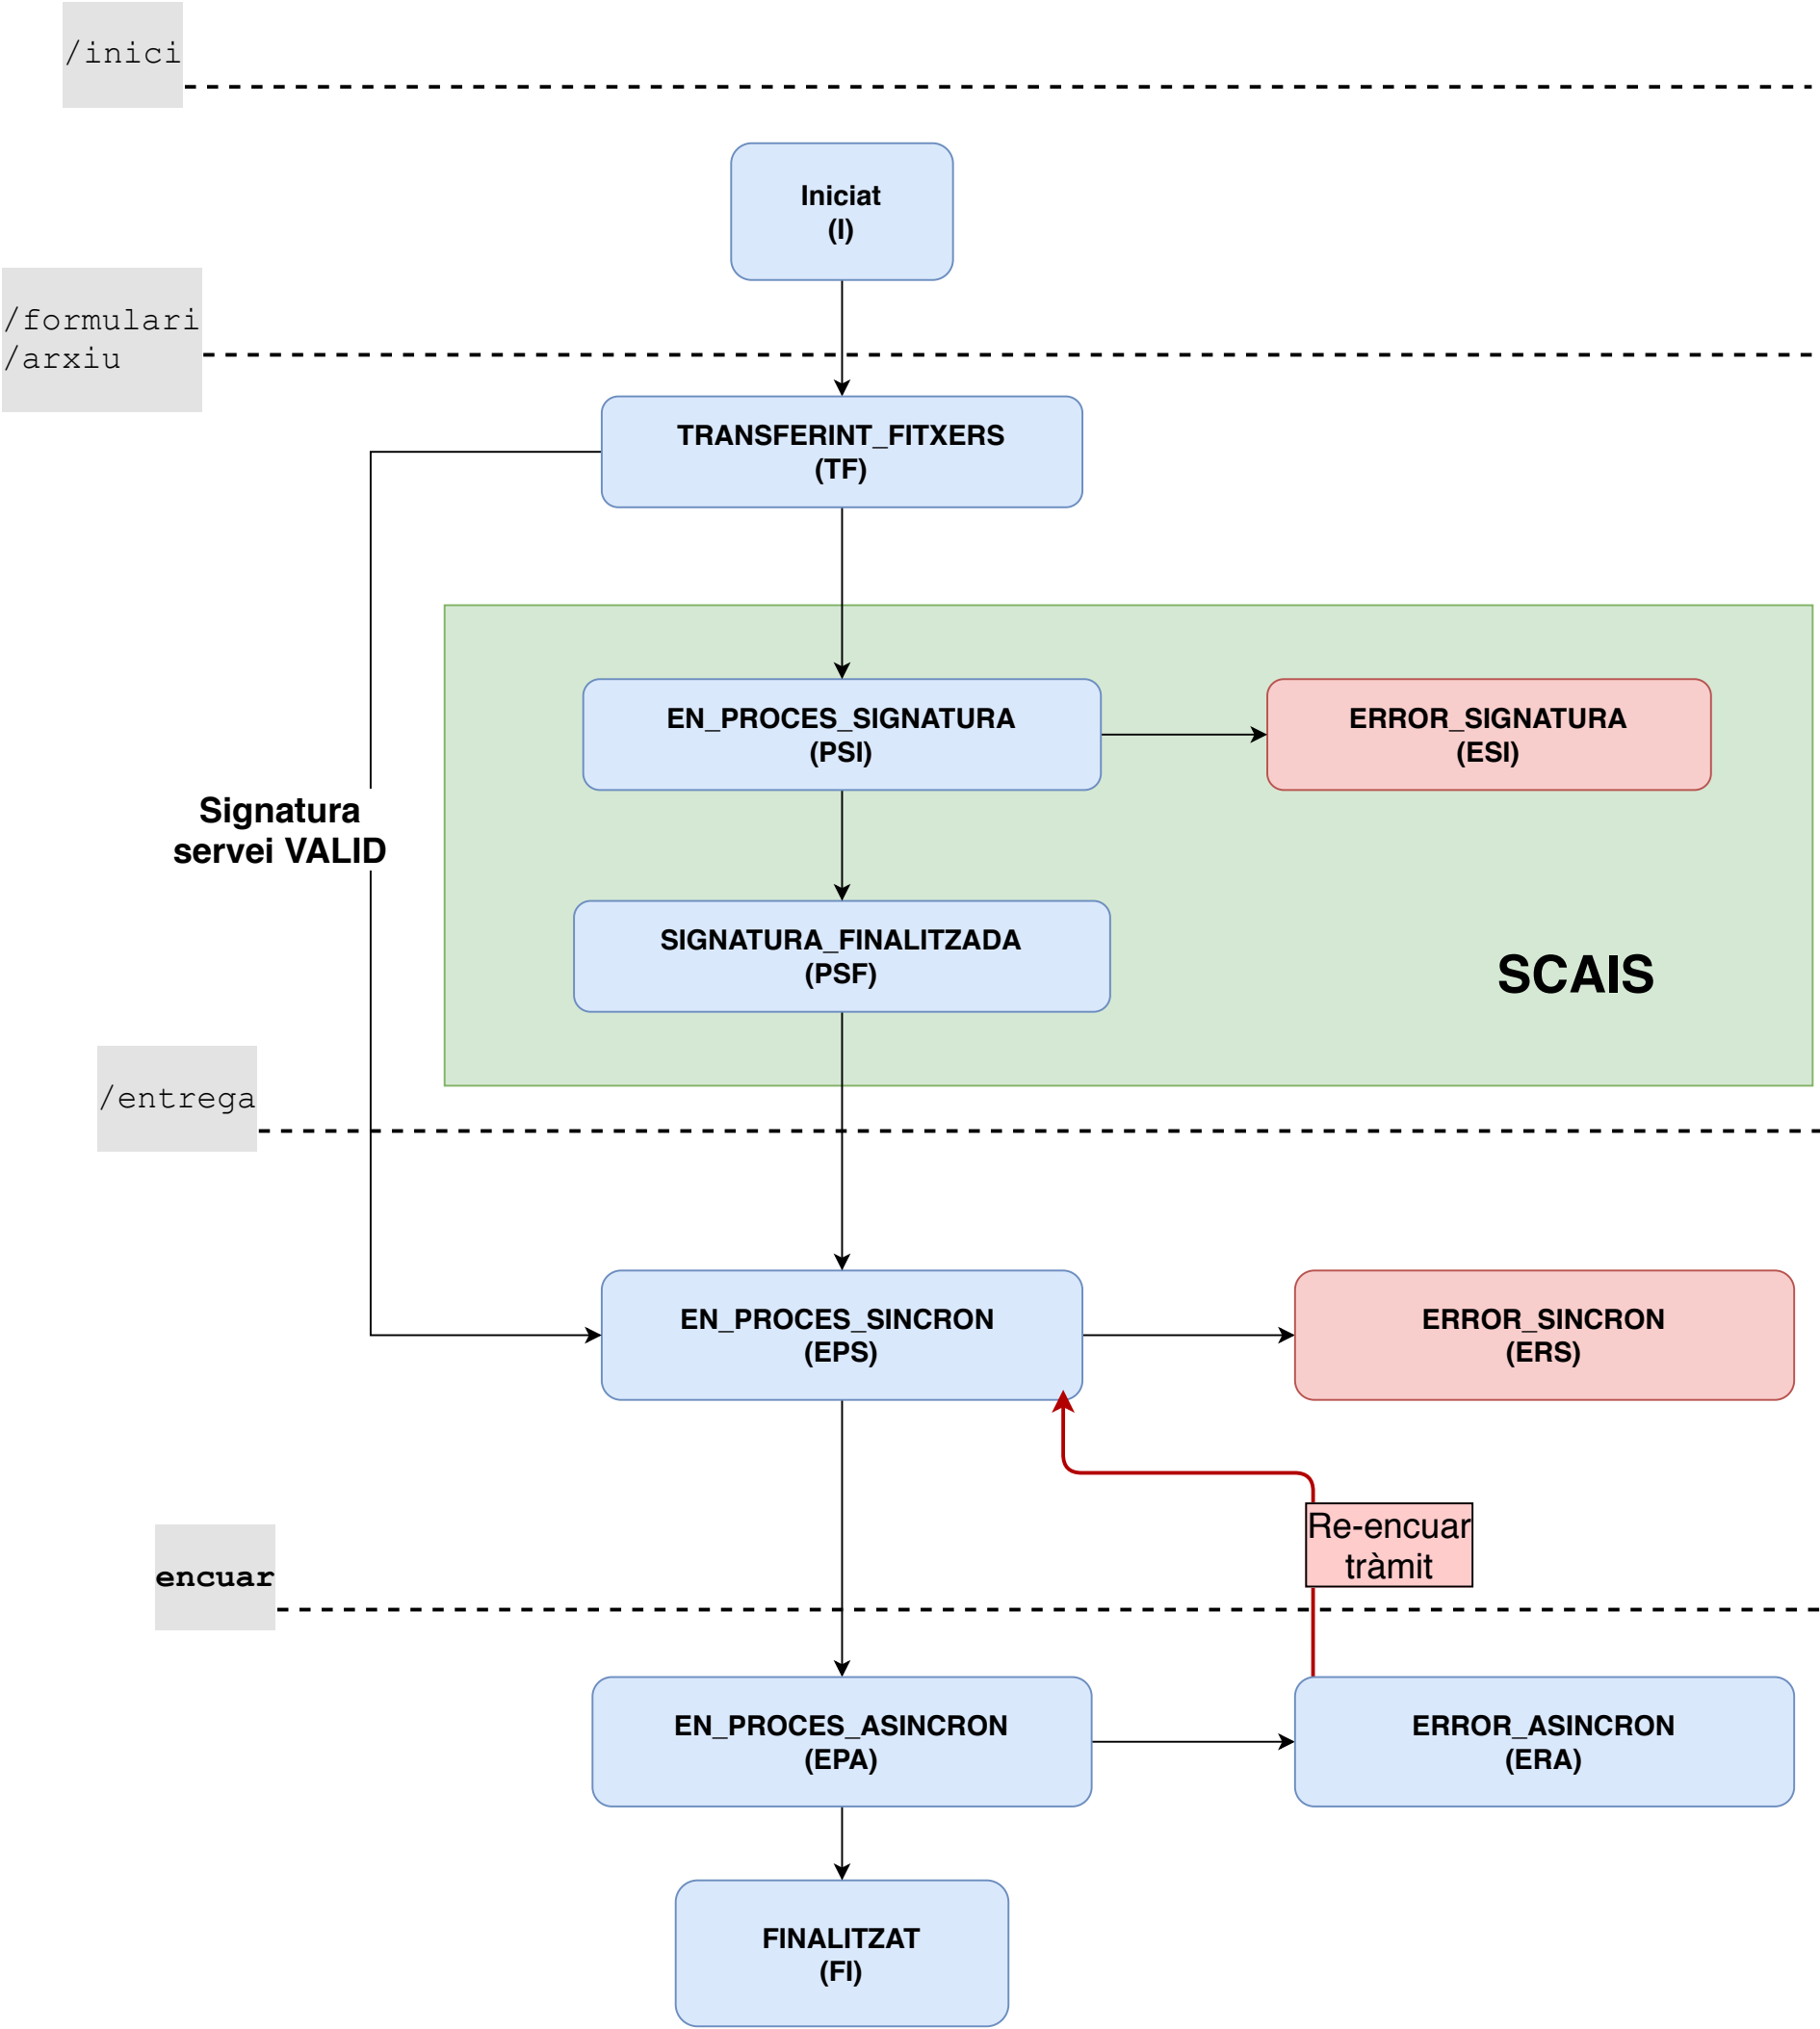 /inici
Iniciat
(I)
/formulari
/arxiu
TRANSFERINT_FITXERS
(TF)
EN_PROCES_SIGNATURA
(PSI)
ERROR_SIGNATURA
(ESI)
Signatura
servei VALID
SIGNATURA_FINALITZADA
(PSF)
SCAIS
/entrega
EN_PROCES_SINCRON
(EPS)
ERROR_SINCRON
(ERS)
Re-encuar
tràmit
encuar
EN_PROCES_ASINCRON
(EPA)
ERROR_ASINCRON
(ERA)
FINALITZAT
(FI)